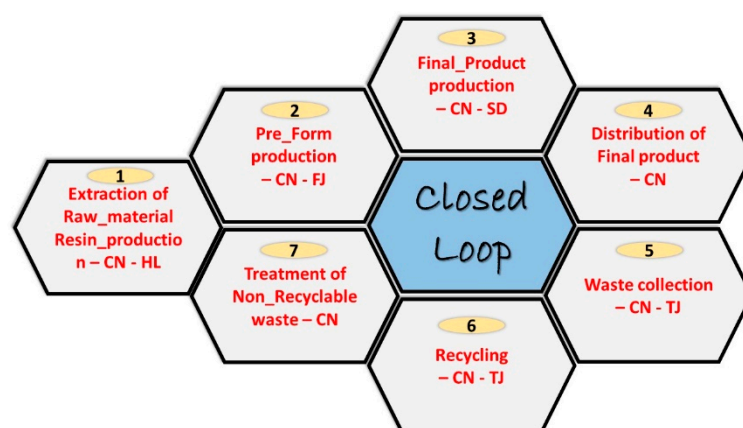 1
Extraction of
Raw_material
Resin_productio
n – CN - HL
2
Pre_Form
production
– CN - FJ
3
Final_Product
production
– CN - SD
4
Distribution of
Final product
– CN
Closed
Loop
5
Waste collection
– CN - TJ
6
Recycling
– CN - TJ
7
Treatment of
Non_Recyclable
waste – CN